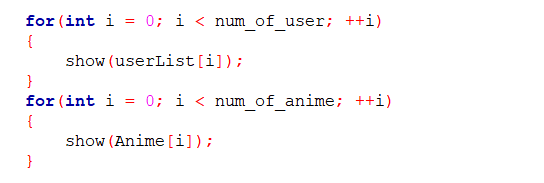 for(int i = 0; i < num_of_user; ++i)
{
    show(userList[i]);
}
for(int i = 0; i < num_of_anime; ++i)
{
    show(Anime[i]);
}